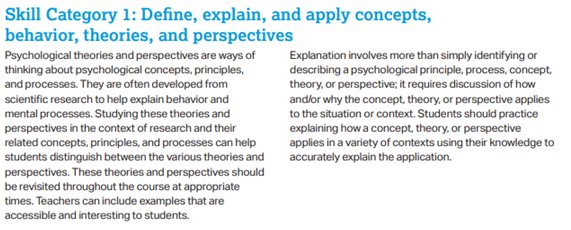 Skill Category 1: Define, explain, and apply concepts,
behavior, theories, and perspectives
Psychological theories and perspectives are ways of
thinking about psychological concepts, principles,
and processes. They are often developed from
scientific research to help explain behavior and
mental processes. Studying these theories and
perspectives in the context of research and their
related concepts, principles, and processes can help
students distinguish between the various theories and
perspectives. These theories and perspectives should
be revisited throughout the course at appropriate
times. Teachers can include examples that are
accessible and interesting to students.
Explanation involves more than simply identifying or
describing a psychological principle, process, concept,
theory, or perspective; it requires discussion of how
and/or why the concept, theory, or perspective applies
to the situation or context. Students should practice
explaining how a concept, theory, or perspective
applies in a variety of contexts using their knowledge to
accurately explain the application.